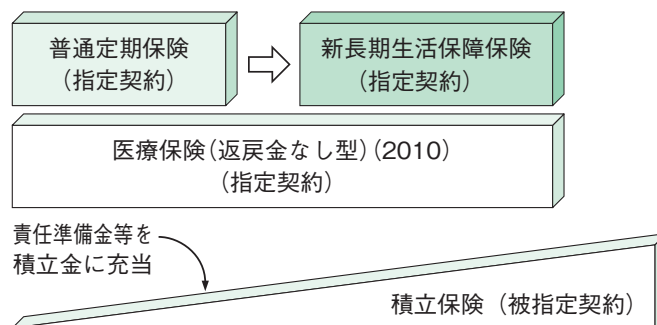 普通定期保険
（指定契約）
新長期生活保障保険
（指定契約）
医療保険（返戻金なし型）（2010）
（指定契約）
責任準備金等を
積立金に充当
積立保険（被指定契約）